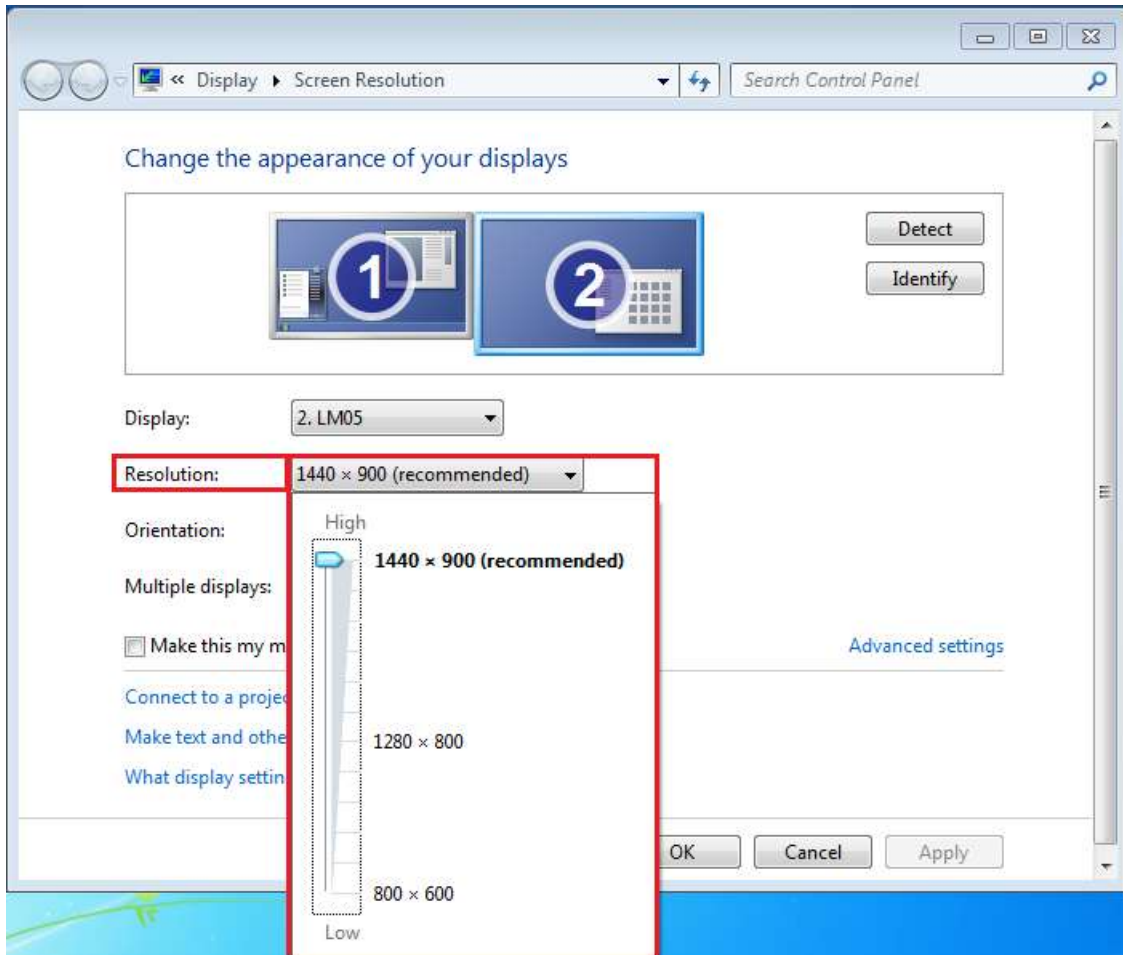 « Display ▸ Screen Resolution
Search Control Panel
Change the appearance of your displays
1
2
Detect
Identify
Display:
2. LM05
Resolution:
1440 × 900 (recommended)
Orientation:
High
1440 × 900 (recommended)
Multiple displays:
Make this my m
Advanced settings
Connect to a projec
Make text and othe
1280 × 800
What display settin
OK
Cancel
Apply
800 × 600
Low